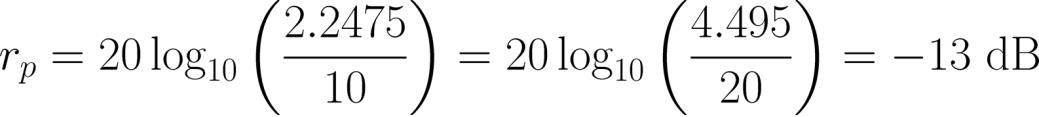 r_p = 20 log_10 (2.2475/10) = 20 log_10 (4.495/20) = −13 dB